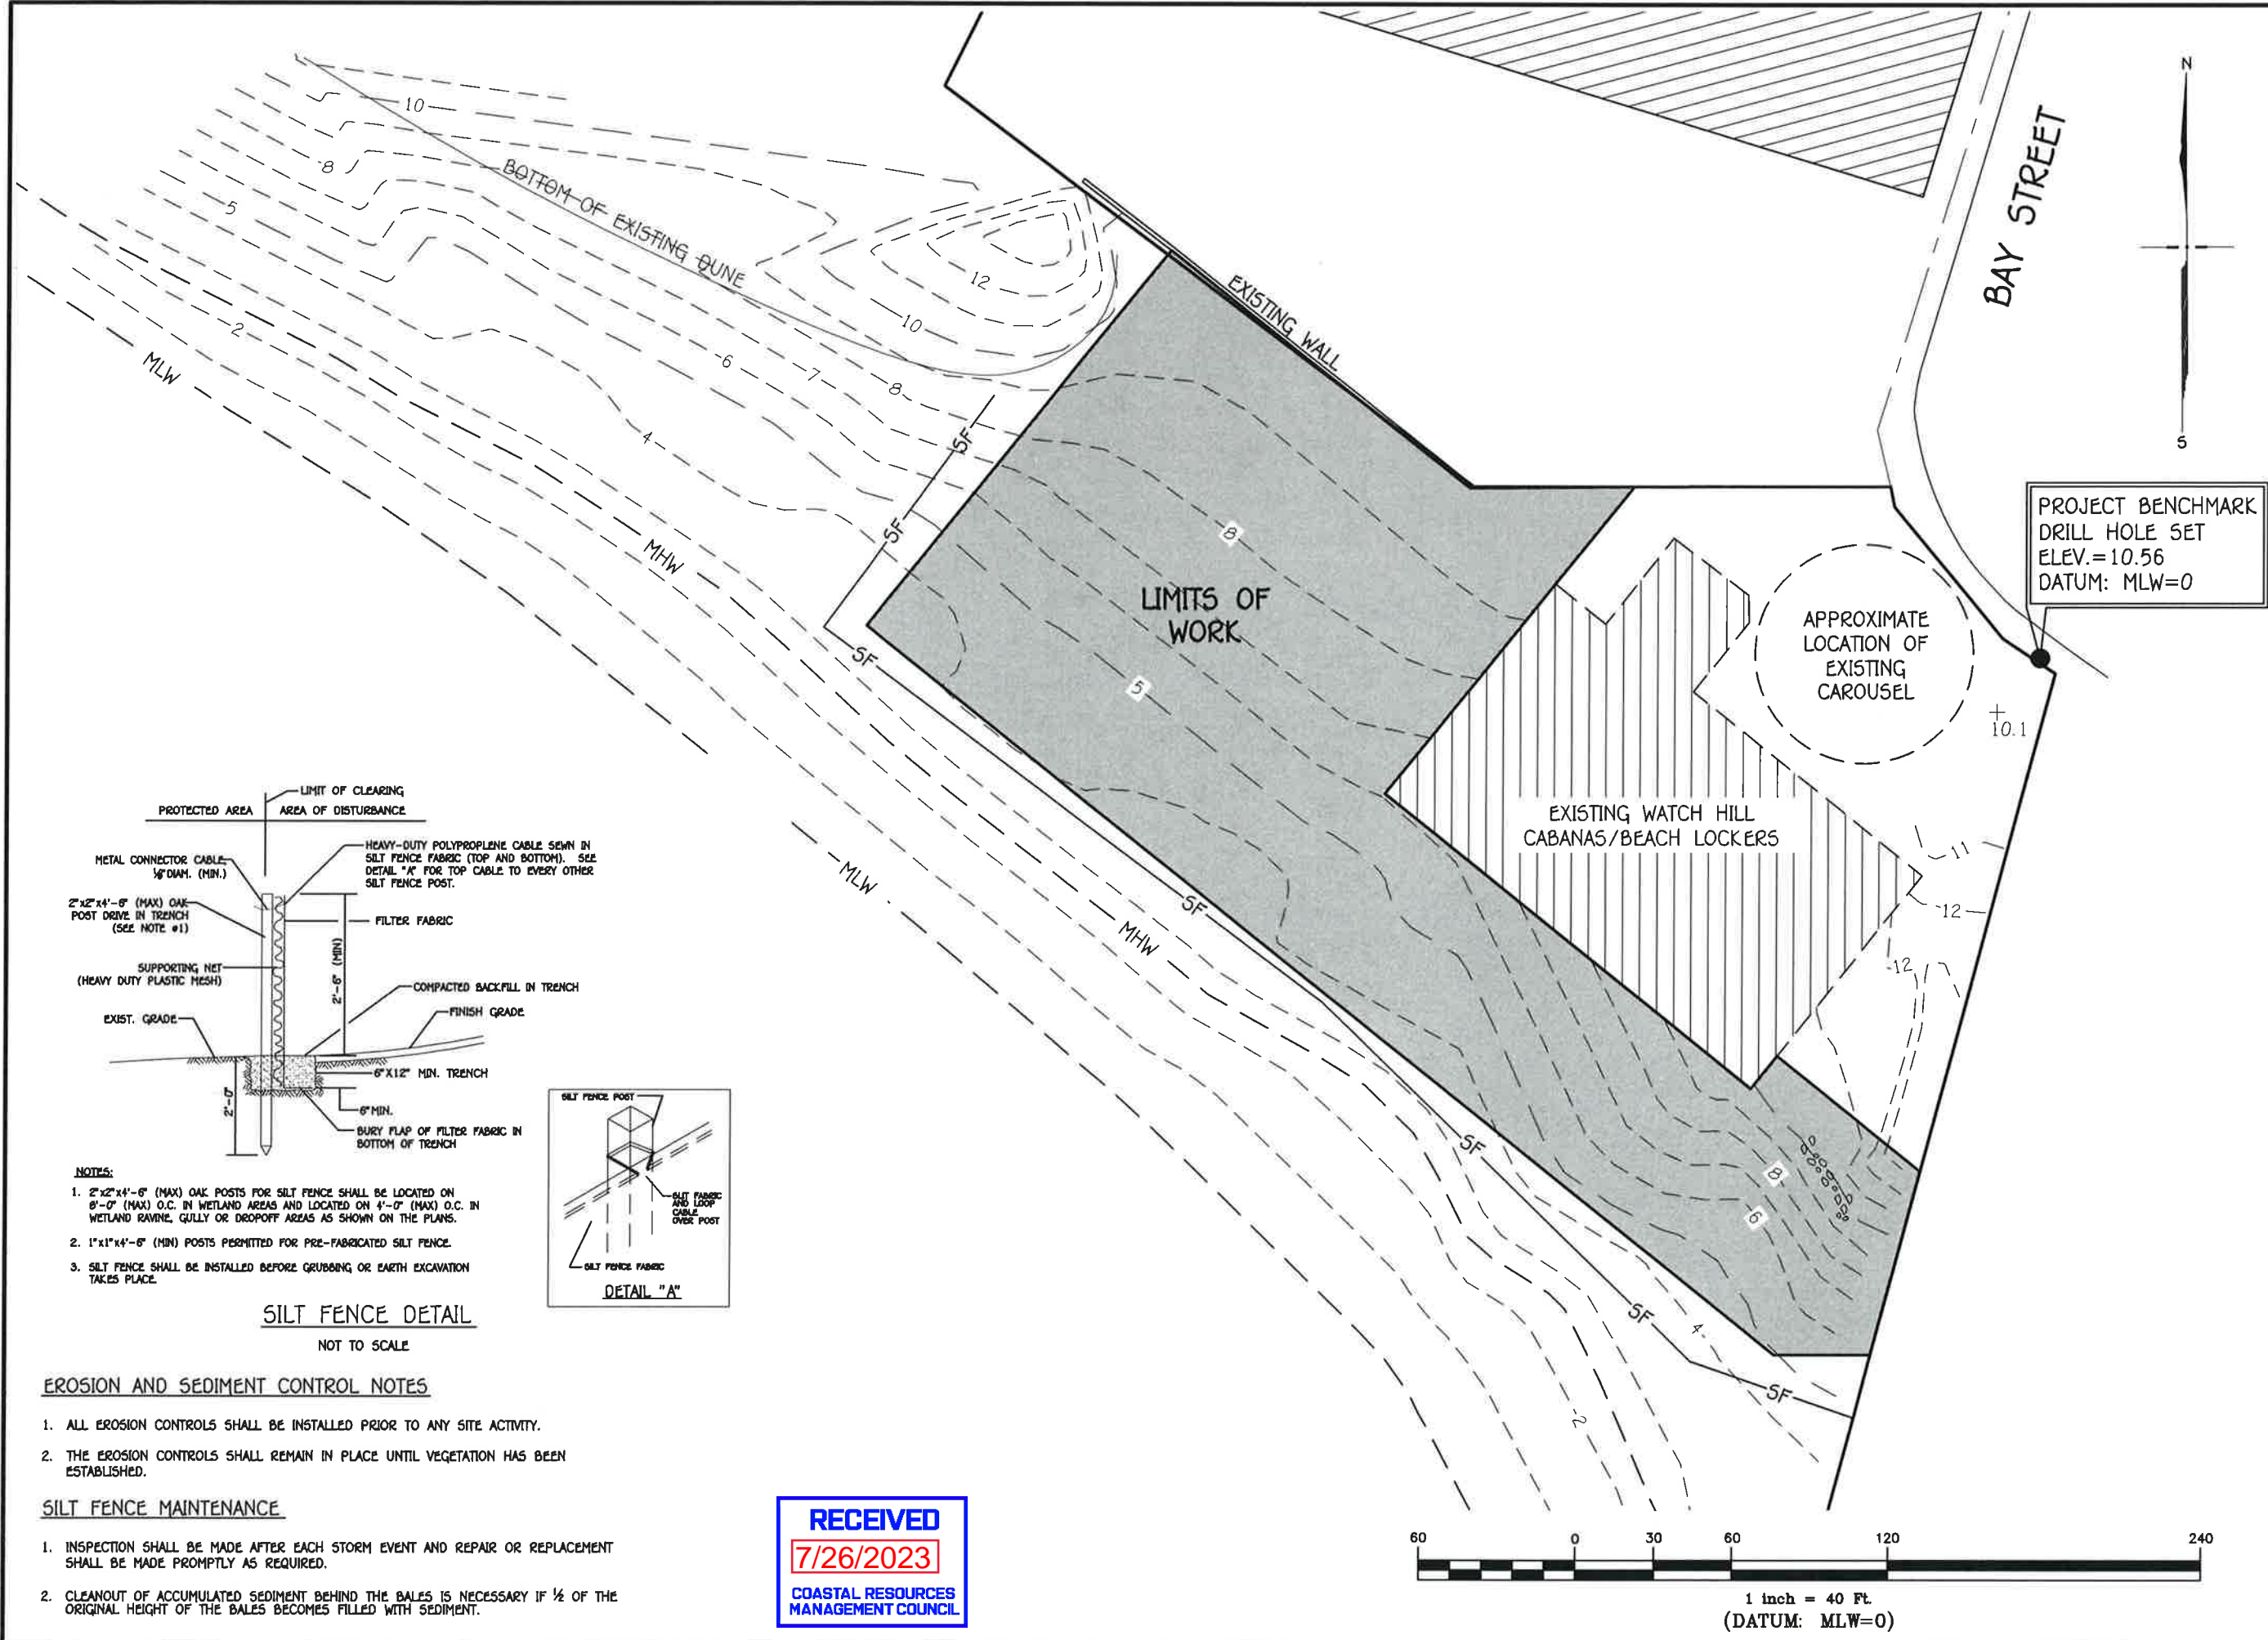 N
BAY STREET
S
10
8
5
BOTTOM OF EXISTING DUNE
12
10
2
6
7
8
4
MLW
EXISTING WALL
SF
SF
MHW
8
LIMITS OF
WORK
5
SF
PROJECT BENCHMARK
DRILL HOLE SET
ELEV.=10.56
DATUM: MLW=0
APPROXIMATE
LOCATION OF
EXISTING
CAROUSEL
10.1
EXISTING WATCH HILL
CABANAS/BEACH LOCKERS
11
12
12
MLW
SF
MHW
8
6
SF
SF
4
SF
2
LIMIT OF CLEARING
PROTECTED AREA
AREA OF DISTURBANCE
METAL CONNECTOR CABLE,
1/8" DIAM. (MIN.)
HEAVY-DUTY POLYPROPLENE CABLE SEWN IN
SILT FENCE FABRIC (TOP AND BOTTOM). SEE
DETAIL "A" FOR TOP CABLE TO EVERY OTHER
SILT FENCE POST.
2"x2"x4'-6" (MAX) OAK
POST DRIVE IN TRENCH
(SEE NOTE #1)
FILTER FABRIC
2'-6" (MIN)
SUPPORTING NET
(HEAVY DUTY PLASTIC MESH)
COMPACTED BACKFILL IN TRENCH
EXIST. GRADE
FINISH GRADE
6"X12" MIN. TRENCH
2'-0"
6" MIN.
BURY FLAP OF FILTER FABRIC IN
BOTTOM OF TRENCH
SILT FENCE POST
SLIT FABRIC
AND LOOP
CABLE
OVER POST
SILT FENCE FABRIC
DETAIL "A"
NOTES:
1. 2"x2"x4'-6" (MAX) OAK POSTS FOR SILT FENCE SHALL BE LOCATED ON
8'-0" (MAX) O.C. IN WETLAND AREAS AND LOCATED ON 4'-0" (MAX) O.C. IN
WETLAND RAVINE, GULLY OR DROPOFF AREAS AS SHOWN ON THE PLANS.
2. 1"x1"x4'-6" (MIN) POSTS PERMITTED FOR PRE-FABRICATED SILT FENCE.
3. SILT FENCE SHALL BE INSTALLED BEFORE GRUBBING OR EARTH EXCAVATION
TAKES PLACE.
SILT FENCE DETAIL
NOT TO SCALE
EROSION AND SEDIMENT CONTROL NOTES
1. ALL EROSION CONTROLS SHALL BE INSTALLED PRIOR TO ANY SITE ACTIVITY.
2. THE EROSION CONTROLS SHALL REMAIN IN PLACE UNTIL VEGETATION HAS BEEN
ESTABLISHED.
SILT FENCE MAINTENANCE
1. INSPECTION SHALL BE MADE AFTER EACH STORM EVENT AND REPAIR OR REPLACEMENT
SHALL BE MADE PROMPTLY AS REQUIRED.
2. CLEANOUT OF ACCUMULATED SEDIMENT BEHIND THE BALES IS NECESSARY IF ½ OF THE
ORIGINAL HEIGHT OF THE BALES BECOMES FILLED WITH SEDIMENT.
RECEIVED
7/26/2023
COASTAL RESOURCES
MANAGEMENT COUNCIL
60 0 30 60 120 240
1 inch = 40 Ft.
(DATUM: MLW=0)